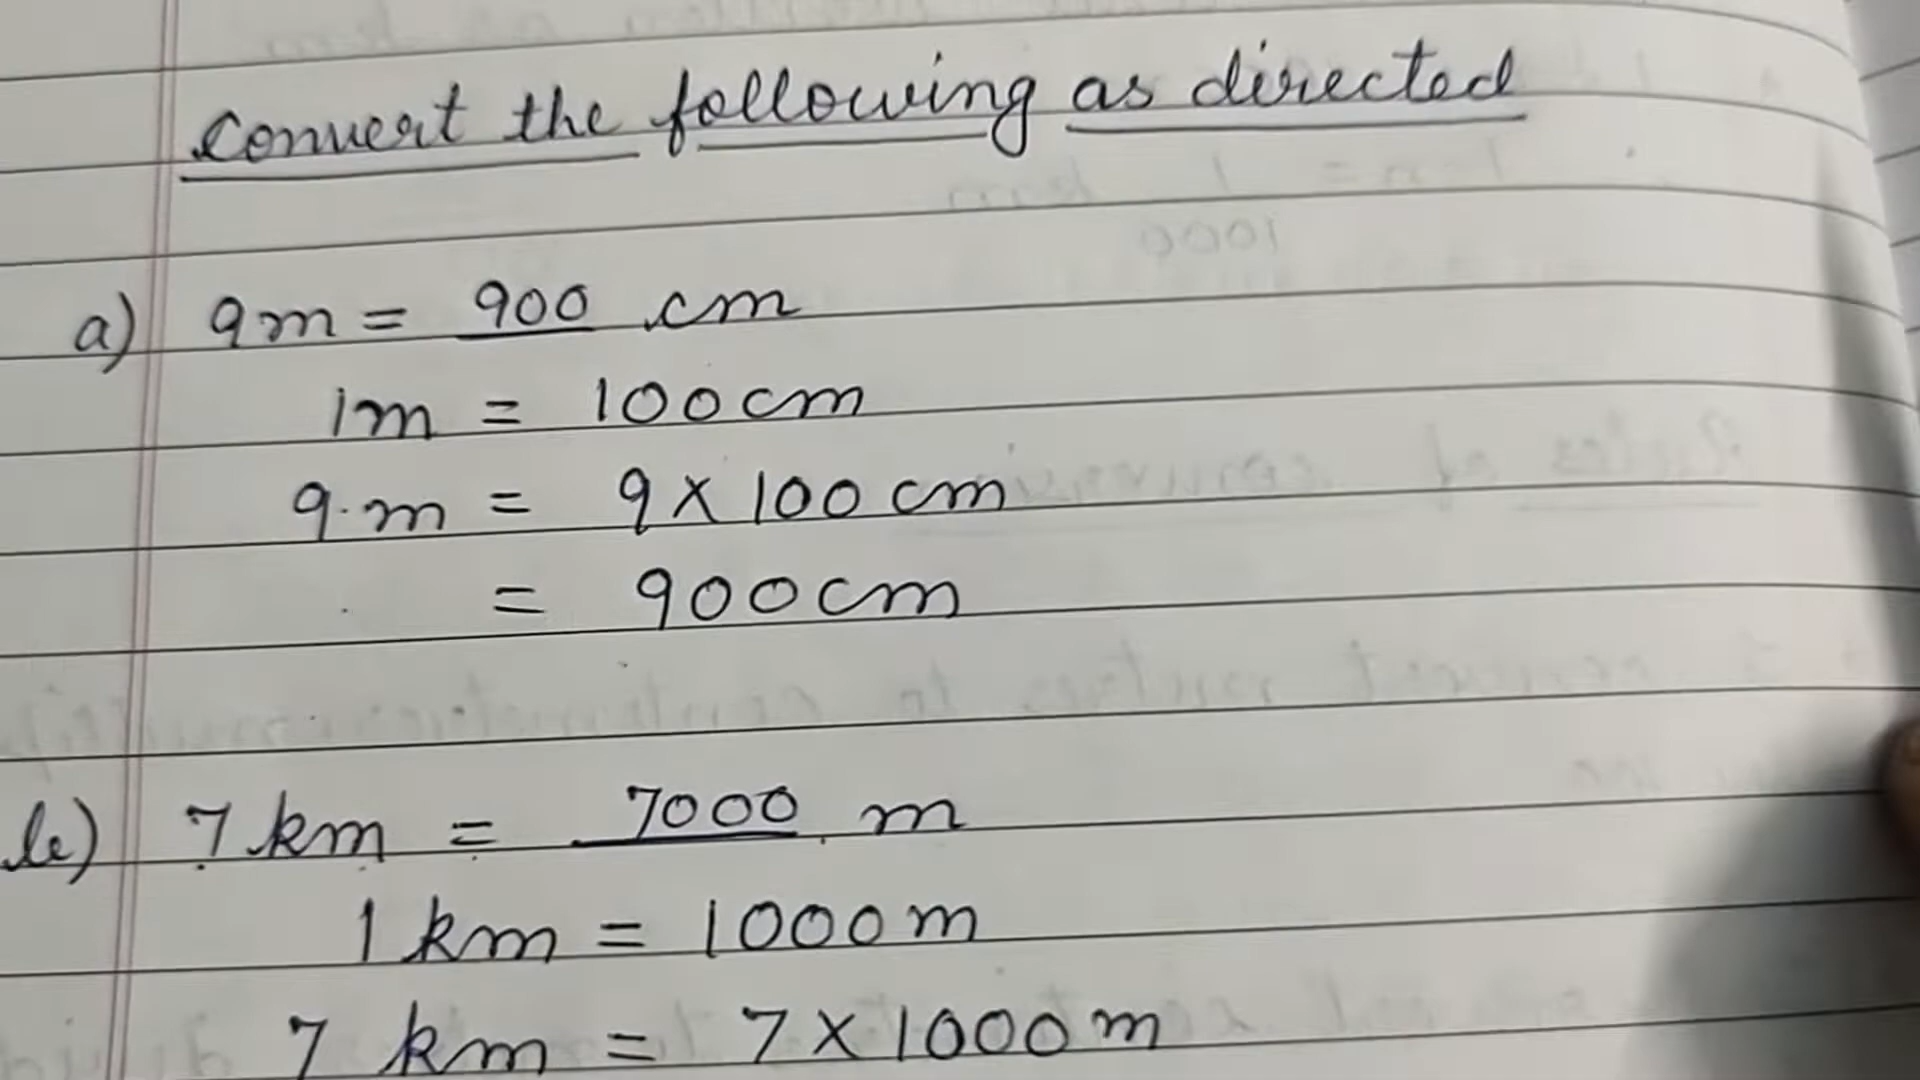 Convert the following as directed
a) 9m = 900 cm
1m = 100cm
9.m = 9 x 100 cm
= 900cm
b) 7 km = 7000 m
1 km = 1000m
7 km = 7 x 1000m